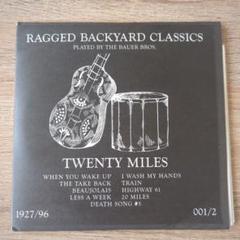 RAGGED BACKYARD CLASSICS
PLAYED BY THE BAUER BROS.
TWENTY MILES
WHEN YOU WAKE UP
THE TAKE BACK
BEAUJOLAIS
LESS A WEEK
I WASH MY HANDS
TRAIN
HIGHWAY 61
20 MILES
DEATH SONG #5
1927/96
001/2